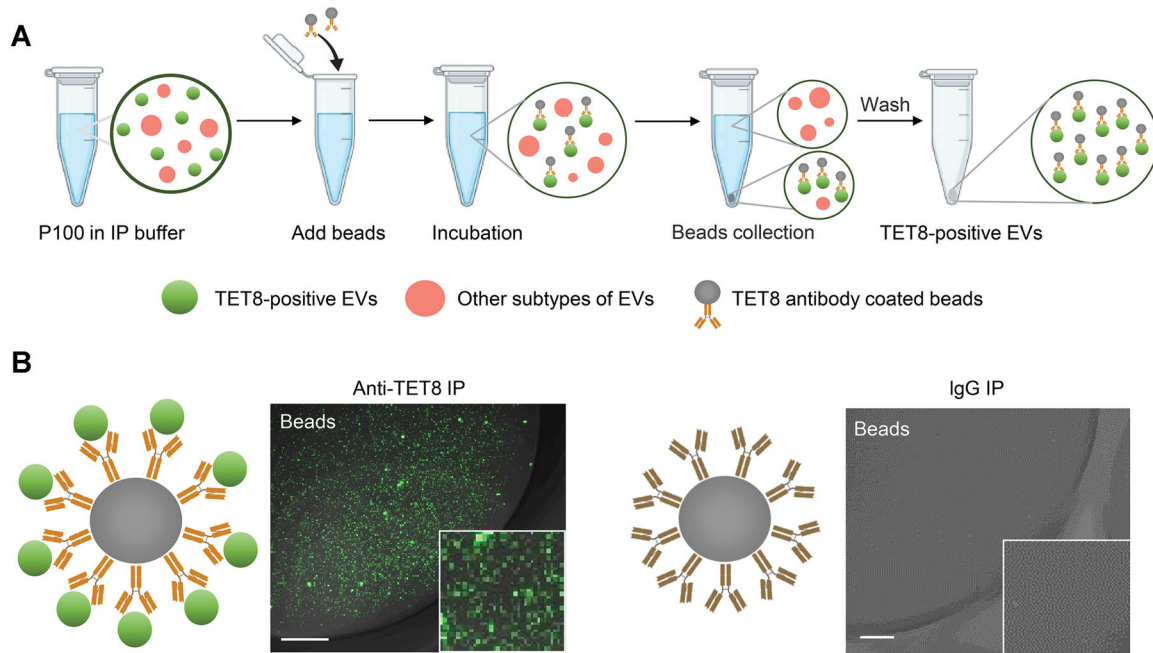 A
Wash
P100 in IP buffer
Add beads
Incubation
Beads collection
TET8-positive EVs
TET8-positive EVs
Other subtypes of EVs
TET8 antibody coated beads
B
Anti-TET8 IP
IgG IP
Beads
Beads